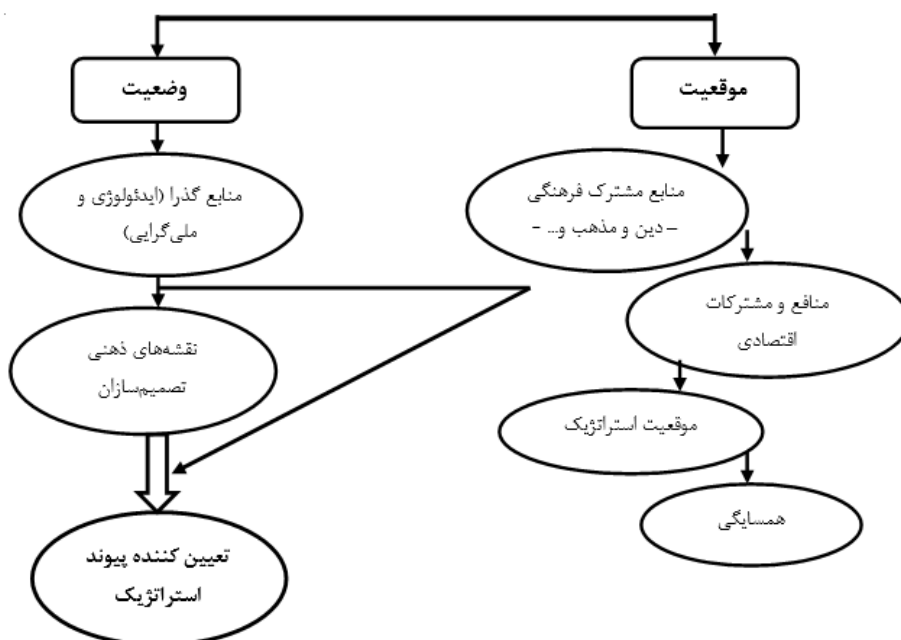 موقعیت
منابع مشترک فرهنگی
– دین و مذهب و... -
منافع و مشترکات
اقتصادی
موقعیت استراتژیک
همسایگی
وضعیت
منابع گذرا (ایدئولوژی و
ملی‌گرایی)
نقشه‌های ذهنی
تصمیم‌سازان
تعیین کننده پیوند
استراتژیک